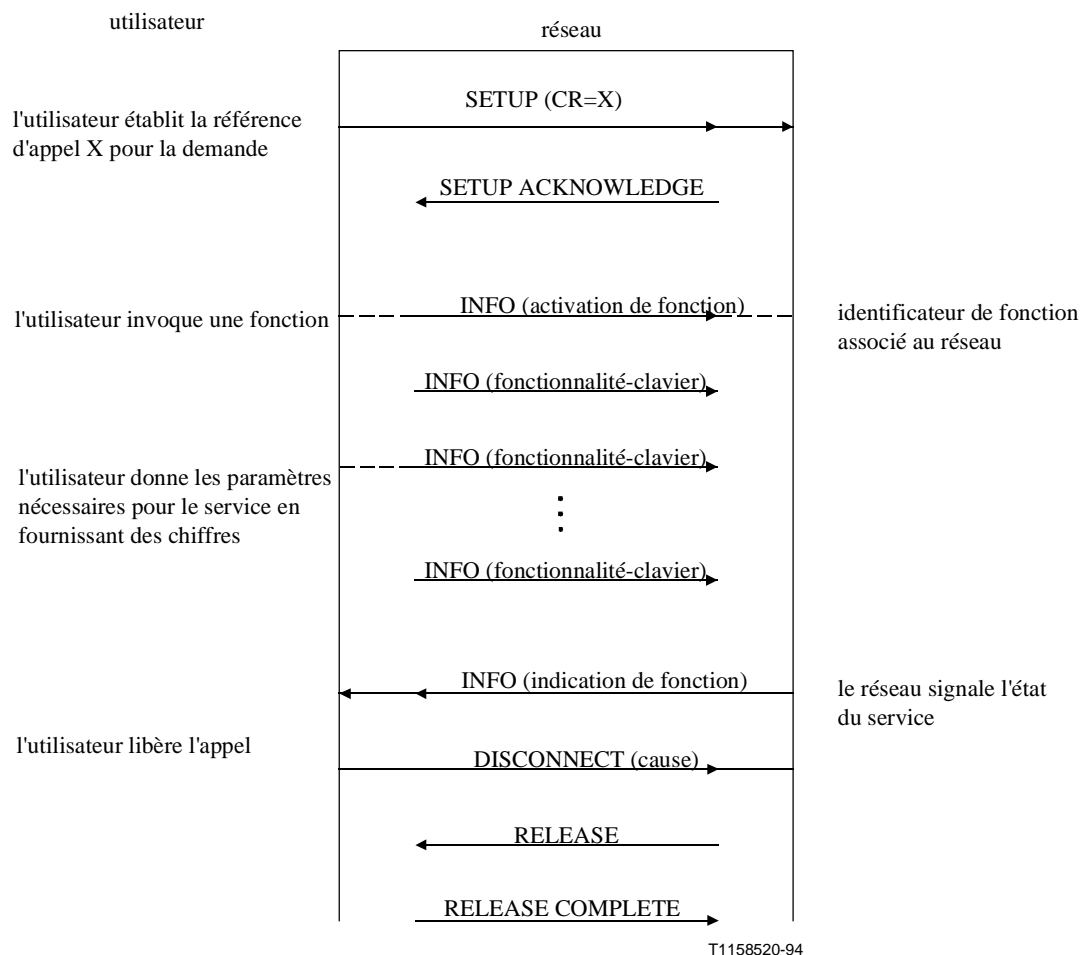 utilisateur
réseau
SETUP (CR=X)
l'utilisateur établit la référence
d'appel X pour la demande
SETUP ACKNOWLEDGE
INFO (activation de fonction)
l'utilisateur invoque une fonction
identificateur de fonction
associé au réseau
INFO (fonctionnalité-clavier)
INFO (fonctionnalité-clavier)
l'utilisateur donne les paramètres
nécessaires pour le service en
fournissant des chiffres
INFO (fonctionnalité-clavier)
INFO (indication de fonction)
le réseau signale l'état
du service
l'utilisateur libère l'appel
DISCONNECT (cause)
RELEASE
RELEASE COMPLETE
T1158520-94